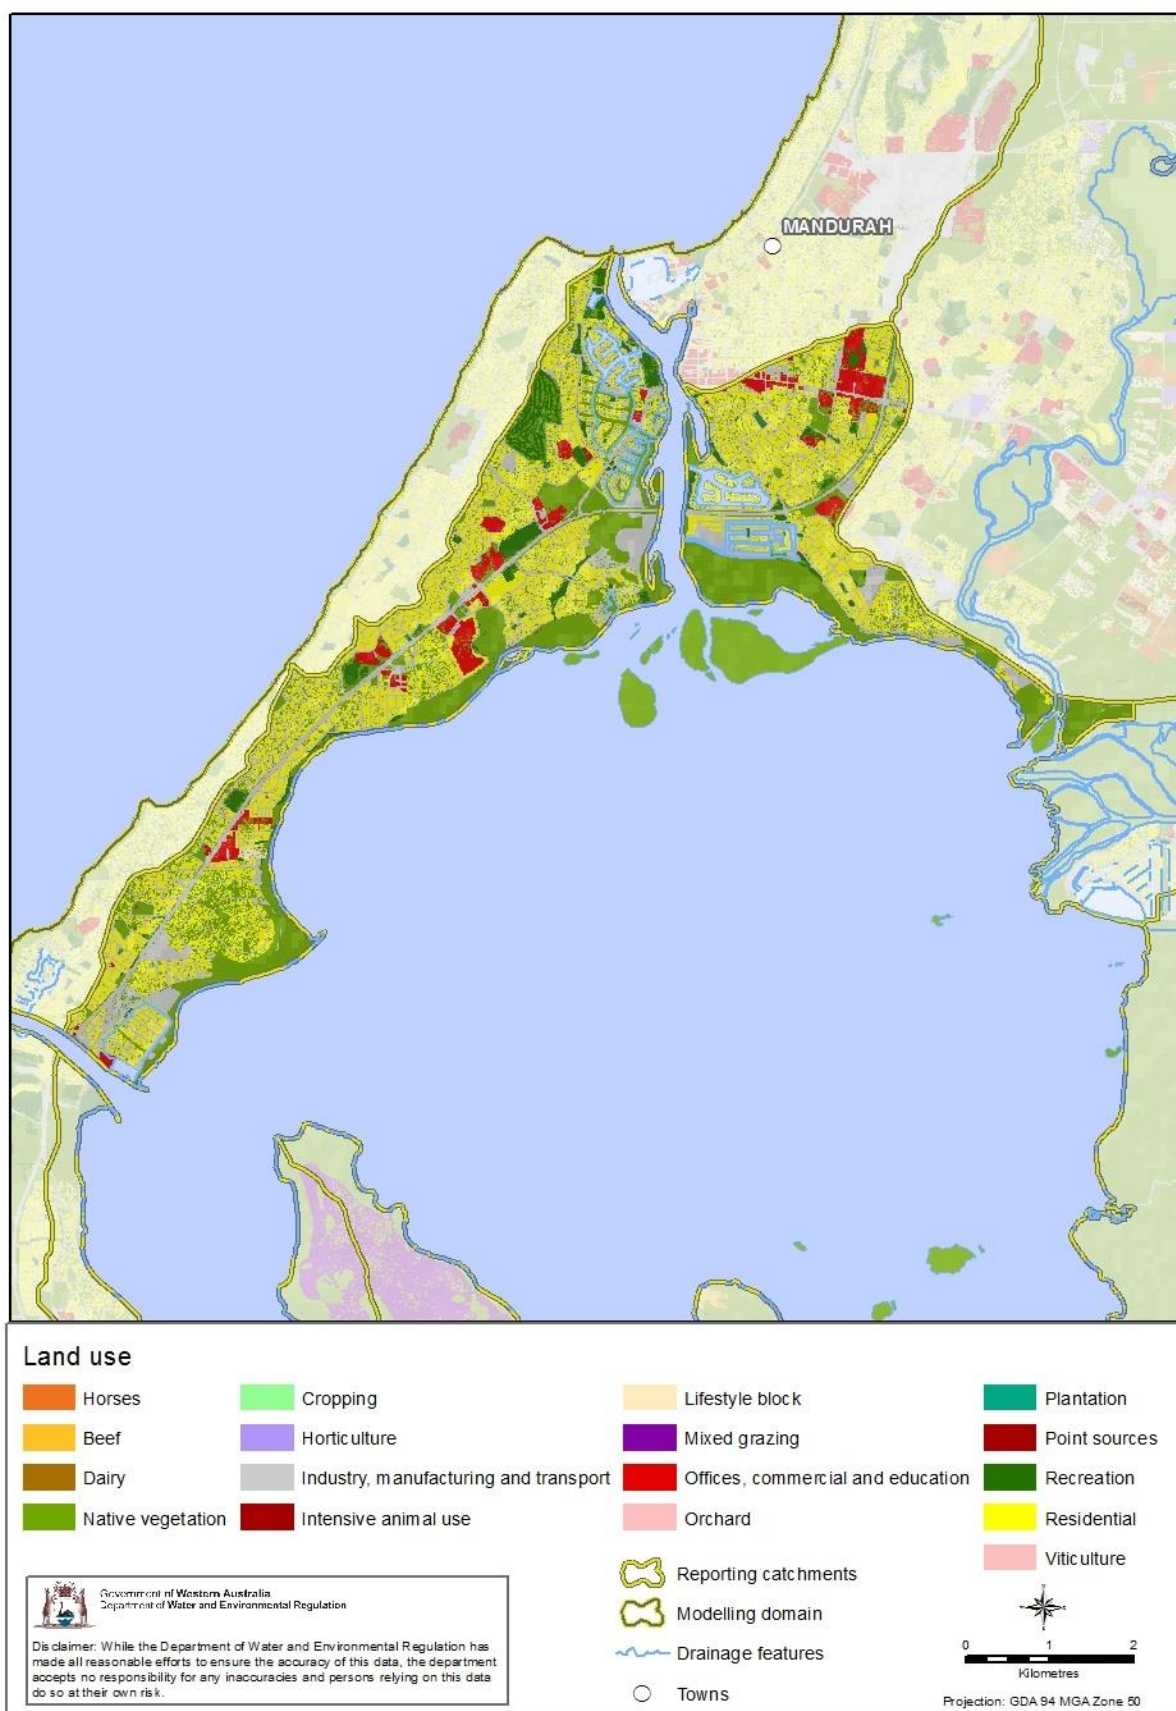 MANDURAH
Land use
Horses
Beef
Dairy
Native vegetation
Cropping
Horticulture
Industry, manufacturing and transport
Intensive animal use
Lifestyle block
Mixed grazing
Offices, commercial and education
Orchard
Plantation
Point sources
Recreation
Residential
Viticulture
Reporting catchments
Modelling domain
Drainage features
Towns
Government of Western Australia
Department of Water and Environmental Regulation
Disclaimer: While the Department of Water and Environmental Regulation has
made all reasonable efforts to ensure the accuracy of this data, the department
accepts no responsibility for any inaccuracies and persons relying on this data
do so at their own risk.
N
0 1 2
Kilometres
Projection: GDA 94 MGA Zone 50